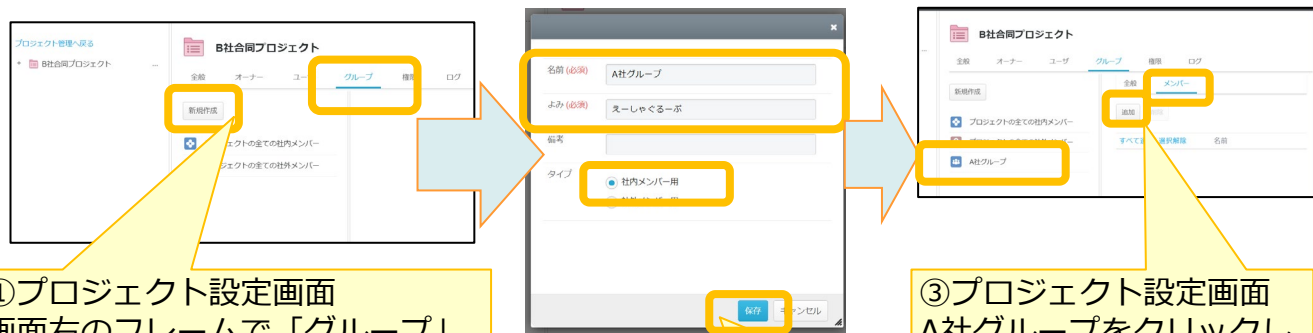 プロジェクト管理へ戻る
B社合同プロジェクト
...
B社合同プロジェクト
全般
オーナー
ユー
グループ
権限
ログ
新規作成
ェクトの全ての社内メンバー
ジェクトの全ての社外メンバー
①プロジェクト設定画面
画面右のフレームで「グループ」
×
名前 (必須)
A社グループ
よみ (必須)
えーしゃぐるーぷ
備考
タイプ
社内メンバー用
保存
キャンセル
B社合同プロジェクト
全般
オーナー
ユーザ
グループ
権限
ログ
新規作成
全般
メンバー
追加
プロジェクトの全ての社内メンバー
すべて
選択解除
名前
A社グループ
③プロジェクト設定画面
A社グループをクリックし